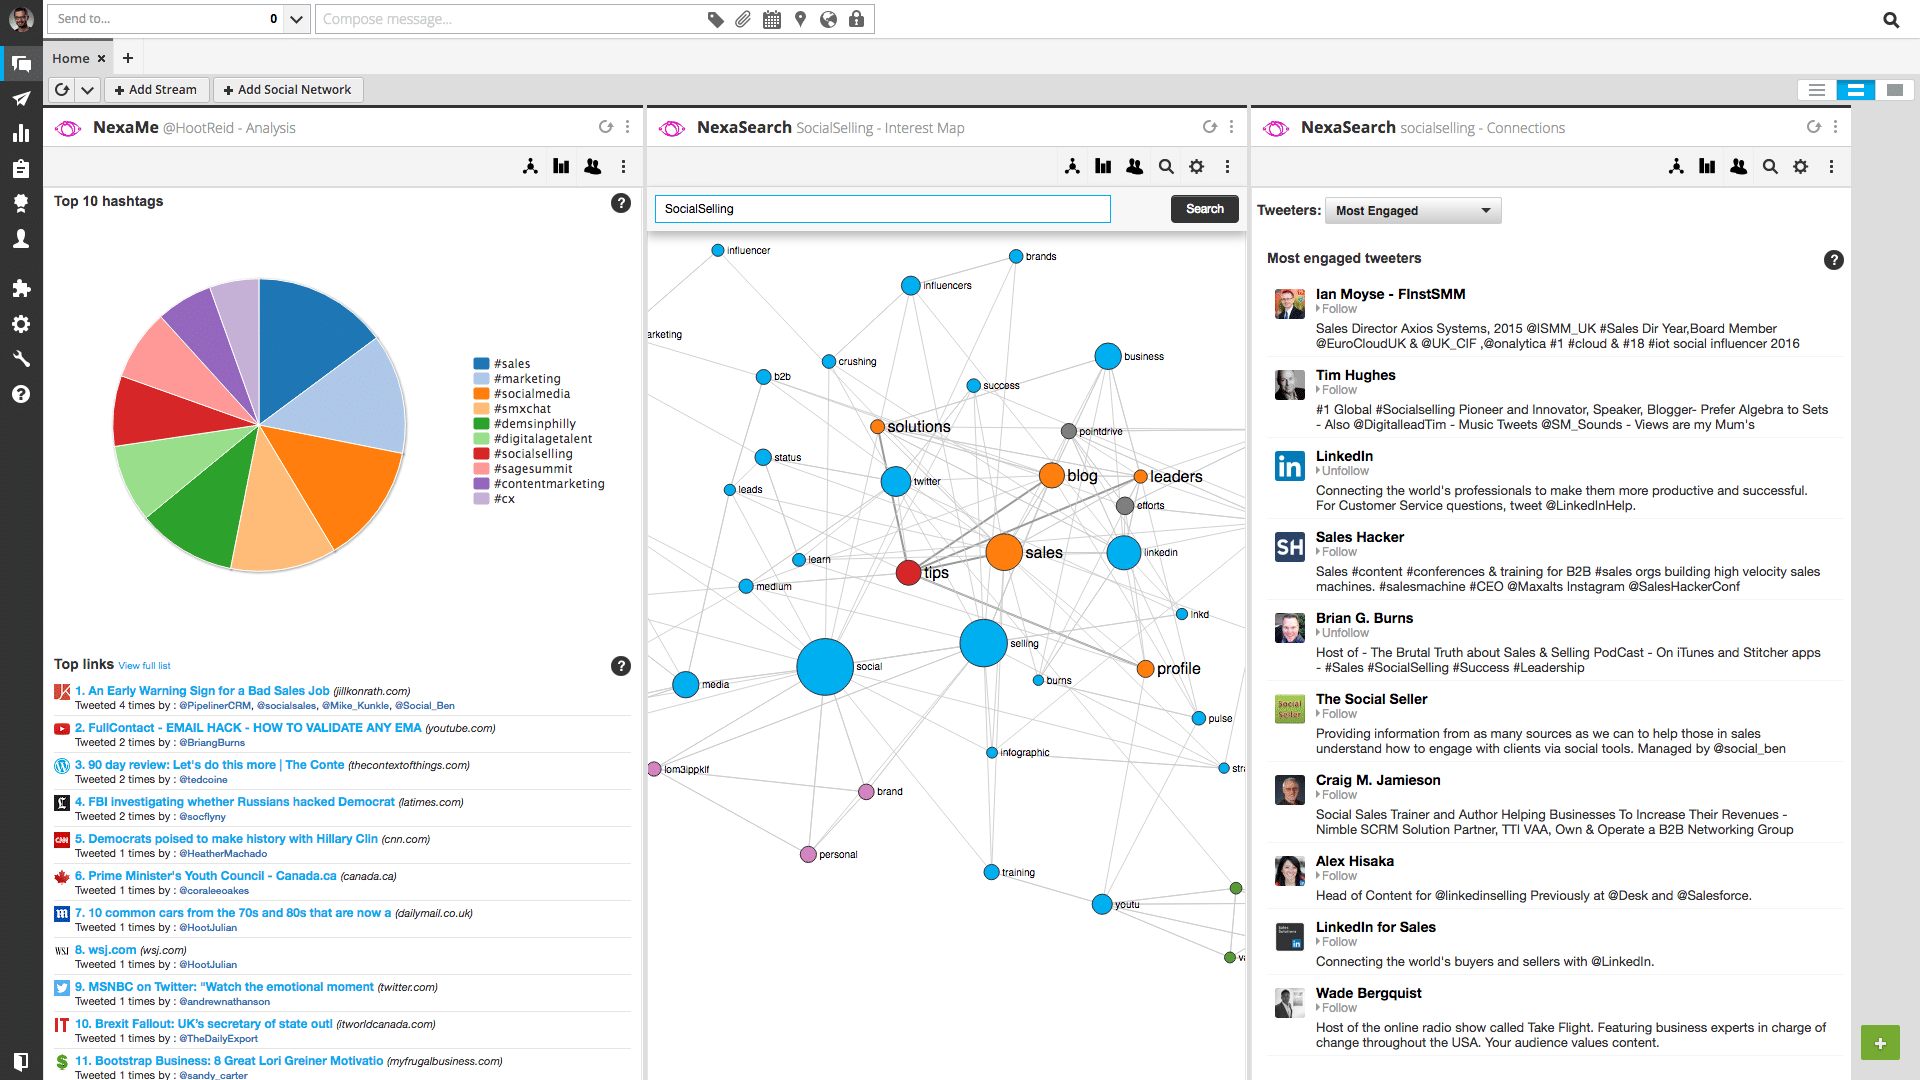 Send to... 0
Compose message...
Home
Add Stream
Add Social Network
NexaMe @HootReid - Analysis
Top 10 hashtags
#sales
#marketing
#socialmedia
#smxchat
#demsinphilly
#digitalagetalent
#socialselling
#sagesummit
#contentmarketing
#cx
Top links View full list
1. An Early Warning Sign for a Bad Sales Job (jillkonrath.com)
Tweeted 4 times by : @PipelinerCRM, @socialsales, @Mike_Kunkle, @Social_Ben
2. FullContact - EMAIL HACK - HOW TO VALIDATE ANY EMA (youtube.com)
Tweeted 2 times by : @BriangBurns
3. 90 day review: Let's do this more | The Conte (thecontextofthings.com)
Tweeted 2 times by : @tedcoine
4. FBI investigating whether Russians hacked Democrat (latimes.com)
Tweeted 2 times by : @socflyny
CNN
5. Democrats poised to make history with Hillary Clin (cnn.com)
Tweeted 1 times by : @HeatherMachado
6. Prime Minister's Youth Council - Canada.ca (canada.ca)
Tweeted 1 times by : @coraleeoakes
7. 10 common cars from the 70s and 80s that are now a (dailymail.co.uk)
Tweeted 1 times by : @HootJulian
WSJ
8. wsj.com (wsj.com)
Tweeted 1 times by : @HootJulian
9. MSNBC on Twitter: "Watch the emotional moment (twitter.com)
Tweeted 1 times by : @andrewnathanson
IT
10. Brexit Fallout: UK's secretary of state outl (itworldcanada.com)
Tweeted 1 times by : @TheDailyExport
11. Bootstrap Business: 8 Great Lori Greiner Motivatio (myfrugalbusiness.com)
Tweeted 1 times by : @sandy_carter
NexaSearch SocialSelling - Interest Map
SocialSelling
Search
influencer
brands
influencers
arketing
business
crushing
b2b
success
solutions
pointdrive
status
blog
leaders
twitter
leads
efforts
sales
linkedin
learn
tips
medium
inkd
selling
social
profile
burns
media
pulse
infographic
stra
iom3ippklf
brand
personal
training
youtu
va
NexaSearch socialselling - Connections
Tweeters: Most Engaged
Most engaged tweeters
Ian Moyse - FInstSMM
Follow
Sales Director Axios Systems, 2015 @ISMM_UK #Sales Dir Year,Board Member
@EuroCloudUK & @UK_CIF ,@onalytica #1 #cloud & #18 #iot social influencer 2016
Tim Hughes
Follow
#1 Global #Socialselling Pioneer and Innovator, Speaker, Blogger- Prefer Algebra to Sets
- Also @DigitalleadTim - Music Tweets @SM_Sounds - Views are my Mum's
in
LinkedIn
Unfollow
Connecting the world's professionals to make them more productive and successful.
For Customer Service questions, tweet @LinkedInHelp.
SH
Sales Hacker
Follow
Sales #content #conferences & training for B2B #sales orgs building high velocity sales
machines. #salesmachine #CEO @Maxalts Instagram @SalesHackerConf
Brian G. Burns
Unfollow
Host of - The Brutal Truth about Sales & Selling PodCast - On iTunes and Stitcher apps
- #Sales #SocialSelling #Success #Leadership
Social
Seller
The Social Seller
Follow
Providing information from as many sources as we can to help those in sales
understand how to engage with clients via social tools. Managed by @social_ben
Craig M. Jamieson
Follow
Social Sales Trainer and Author Helping Businesses To Increase Their Revenues -
Nimble SCRM Solution Partner, TTI VAA, Own & Operate a B2B Networking Group
Alex Hisaka
Follow
Head of Content for @linkedinselling Previously at @Desk and @Salesforce.
in
LinkedIn for Sales
Follow
Connecting the world's buyers and sellers with @LinkedIn.
Wade Bergquist
Follow
Host of the online radio show called Take Flight. Featuring business experts in charge of
change throughout the USA. Your audience values content.